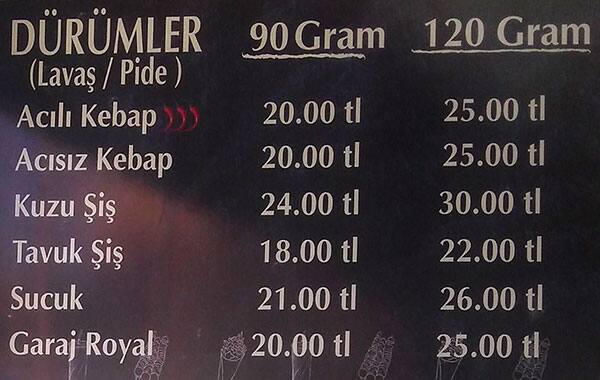 DÜRÜMLER 90 Gram 120 Gram
(Lavaş / Pide )
Acılı Kebap 20.00 tl 25.00 tl
Acısız Kebap 20.00 tl 25.00 tl
Kuzu Şiş 24.00 tl 30.00 tl
Tavuk Şiş 18.00 tl 22.00 tl
Sucuk 21.00 tl 26.00 tl
Garaj Royal 20.00 tl 25.00 tl